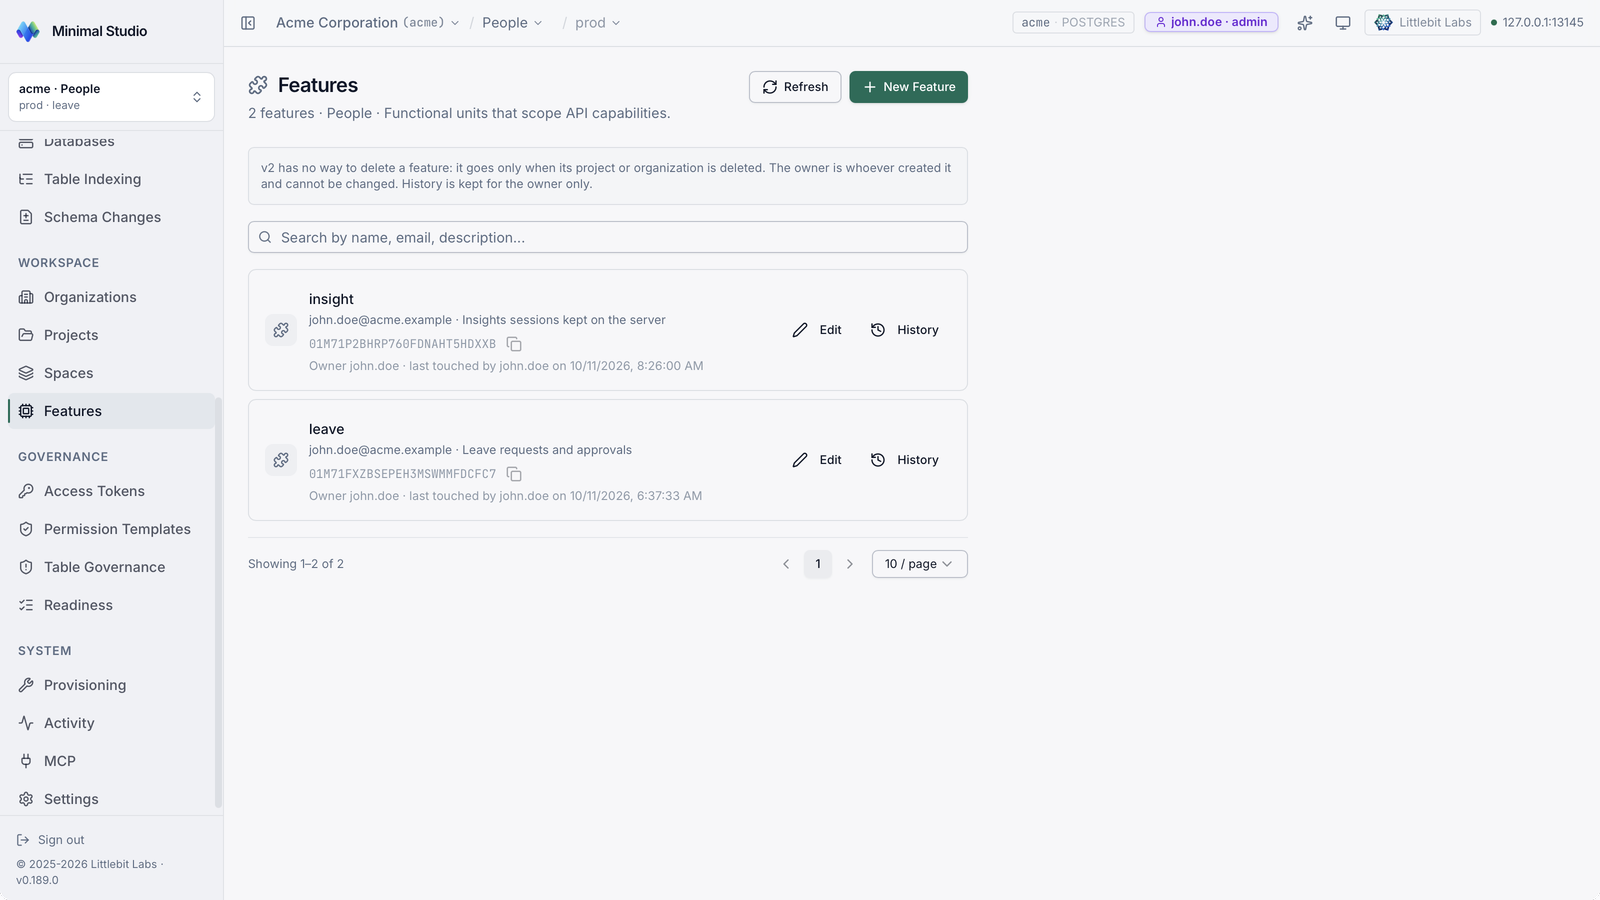 Minimal Studio
acme · People
prod · leave
Databases
Table Indexing
Schema Changes
WORKSPACE
Organizations
Projects
Spaces
Features
GOVERNANCE
Access Tokens
Permission Templates
Table Governance
Readiness
SYSTEM
Provisioning
Activity
MCP
Settings
Sign out
© 2025-2026 Littlebit Labs ·
v0.189.0
Acme Corporation (acme) / People / prod
acme · POSTGRES
john.doe · admin
Littlebit Labs
127.0.0.1:13145
Features
Refresh
New Feature
2 features · People · Functional units that scope API capabilities.
v2 has no way to delete a feature: it goes only when its project or organization is deleted. The owner is whoever created it
and cannot be changed. History is kept for the owner only.
Search by name, email, description...
insight
john.doe@acme.example · Insights sessions kept on the server
01M71P2BHRP760FDNAHT5HDXXB
Owner john.doe · last touched by john.doe on 10/11/2026, 8:26:00 AM
Edit
History
leave
john.doe@acme.example · Leave requests and approvals
01M71FXZBSEPEH3MSWMMFDCFC7
Owner john.doe · last touched by john.doe on 10/11/2026, 6:37:33 AM
Edit
History
Showing 1–2 of 2
1
10 / page